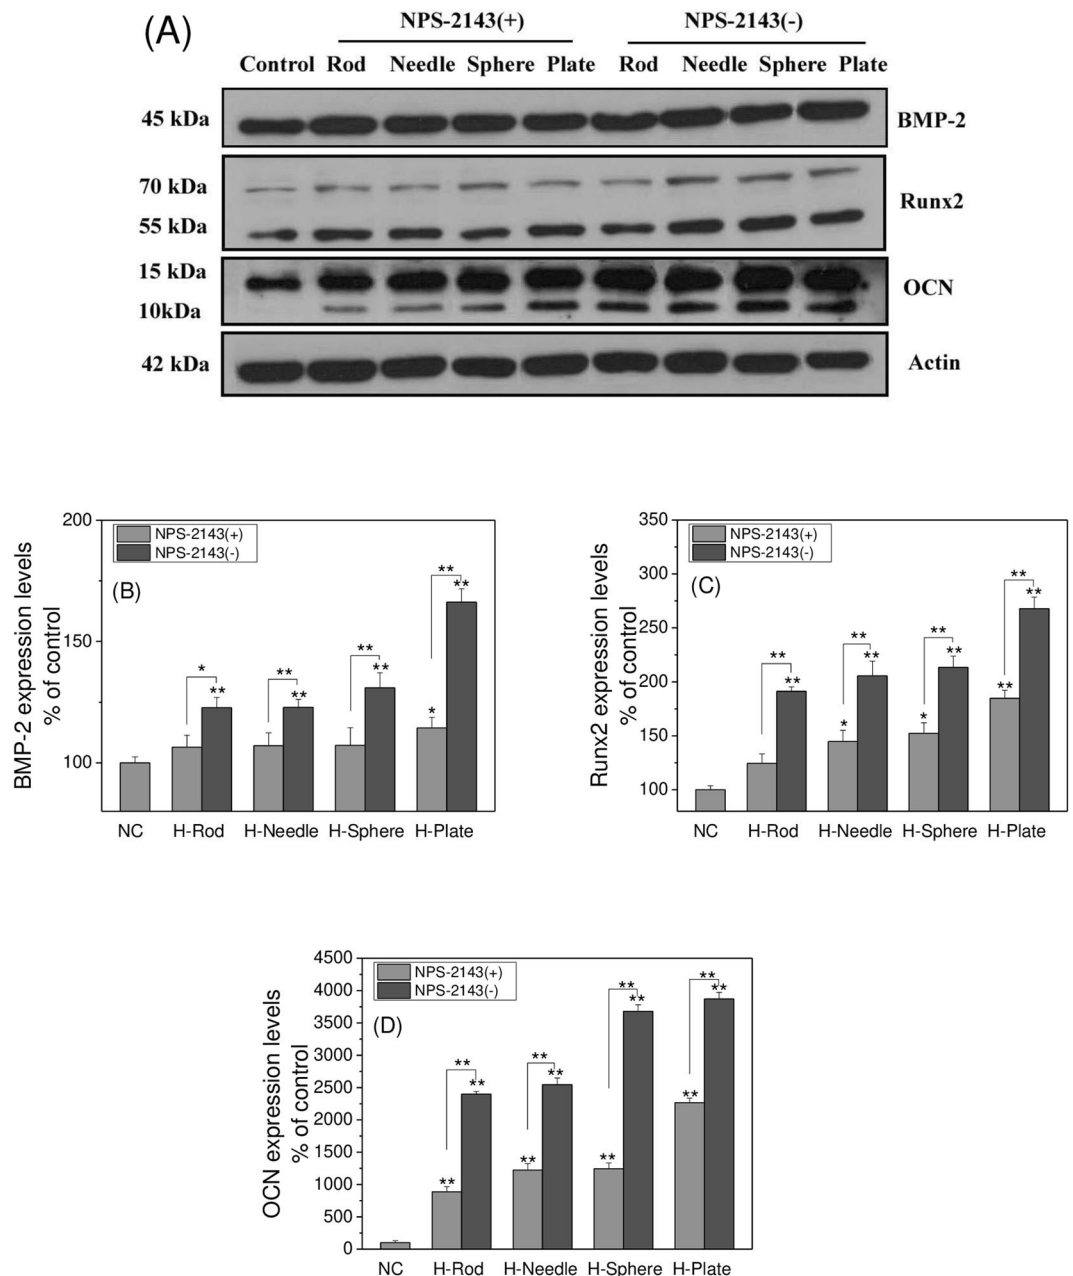 (A)
NPS-2143(+) NPS-2143(-)
Control Rod Needle Sphere Plate Rod Needle Sphere Plate
45 kDa BMP-2
70 kDa
Runx2
55 kDa
15 kDa
OCN
10kDa
42 kDa Actin
BMP-2 expression levels
% of control
200
150
100
NPS-2143(+)
NPS-2143(-)
(B)
* ** ** ** ** ** * ** **
NC H-Rod H-Needle H-Sphere H-Plate
Runx2 expression levels
% of control
350
300
250
200
150
100
NPS-2143(+)
NPS-2143(-)
(C)
** ** * ** ** * ** ** ** ** **
NC H-Rod H-Needle H-Sphere H-Plate
OCN expression levels
% of control
4500
4000
3500
3000
2500
2000
1500
1000
500
0
NPS-2143(+)
NPS-2143(-)
(D)
** ** ** ** ** ** ** ** ** ** ** **
NC H-Rod H-Needle H-Sphere H-Plate